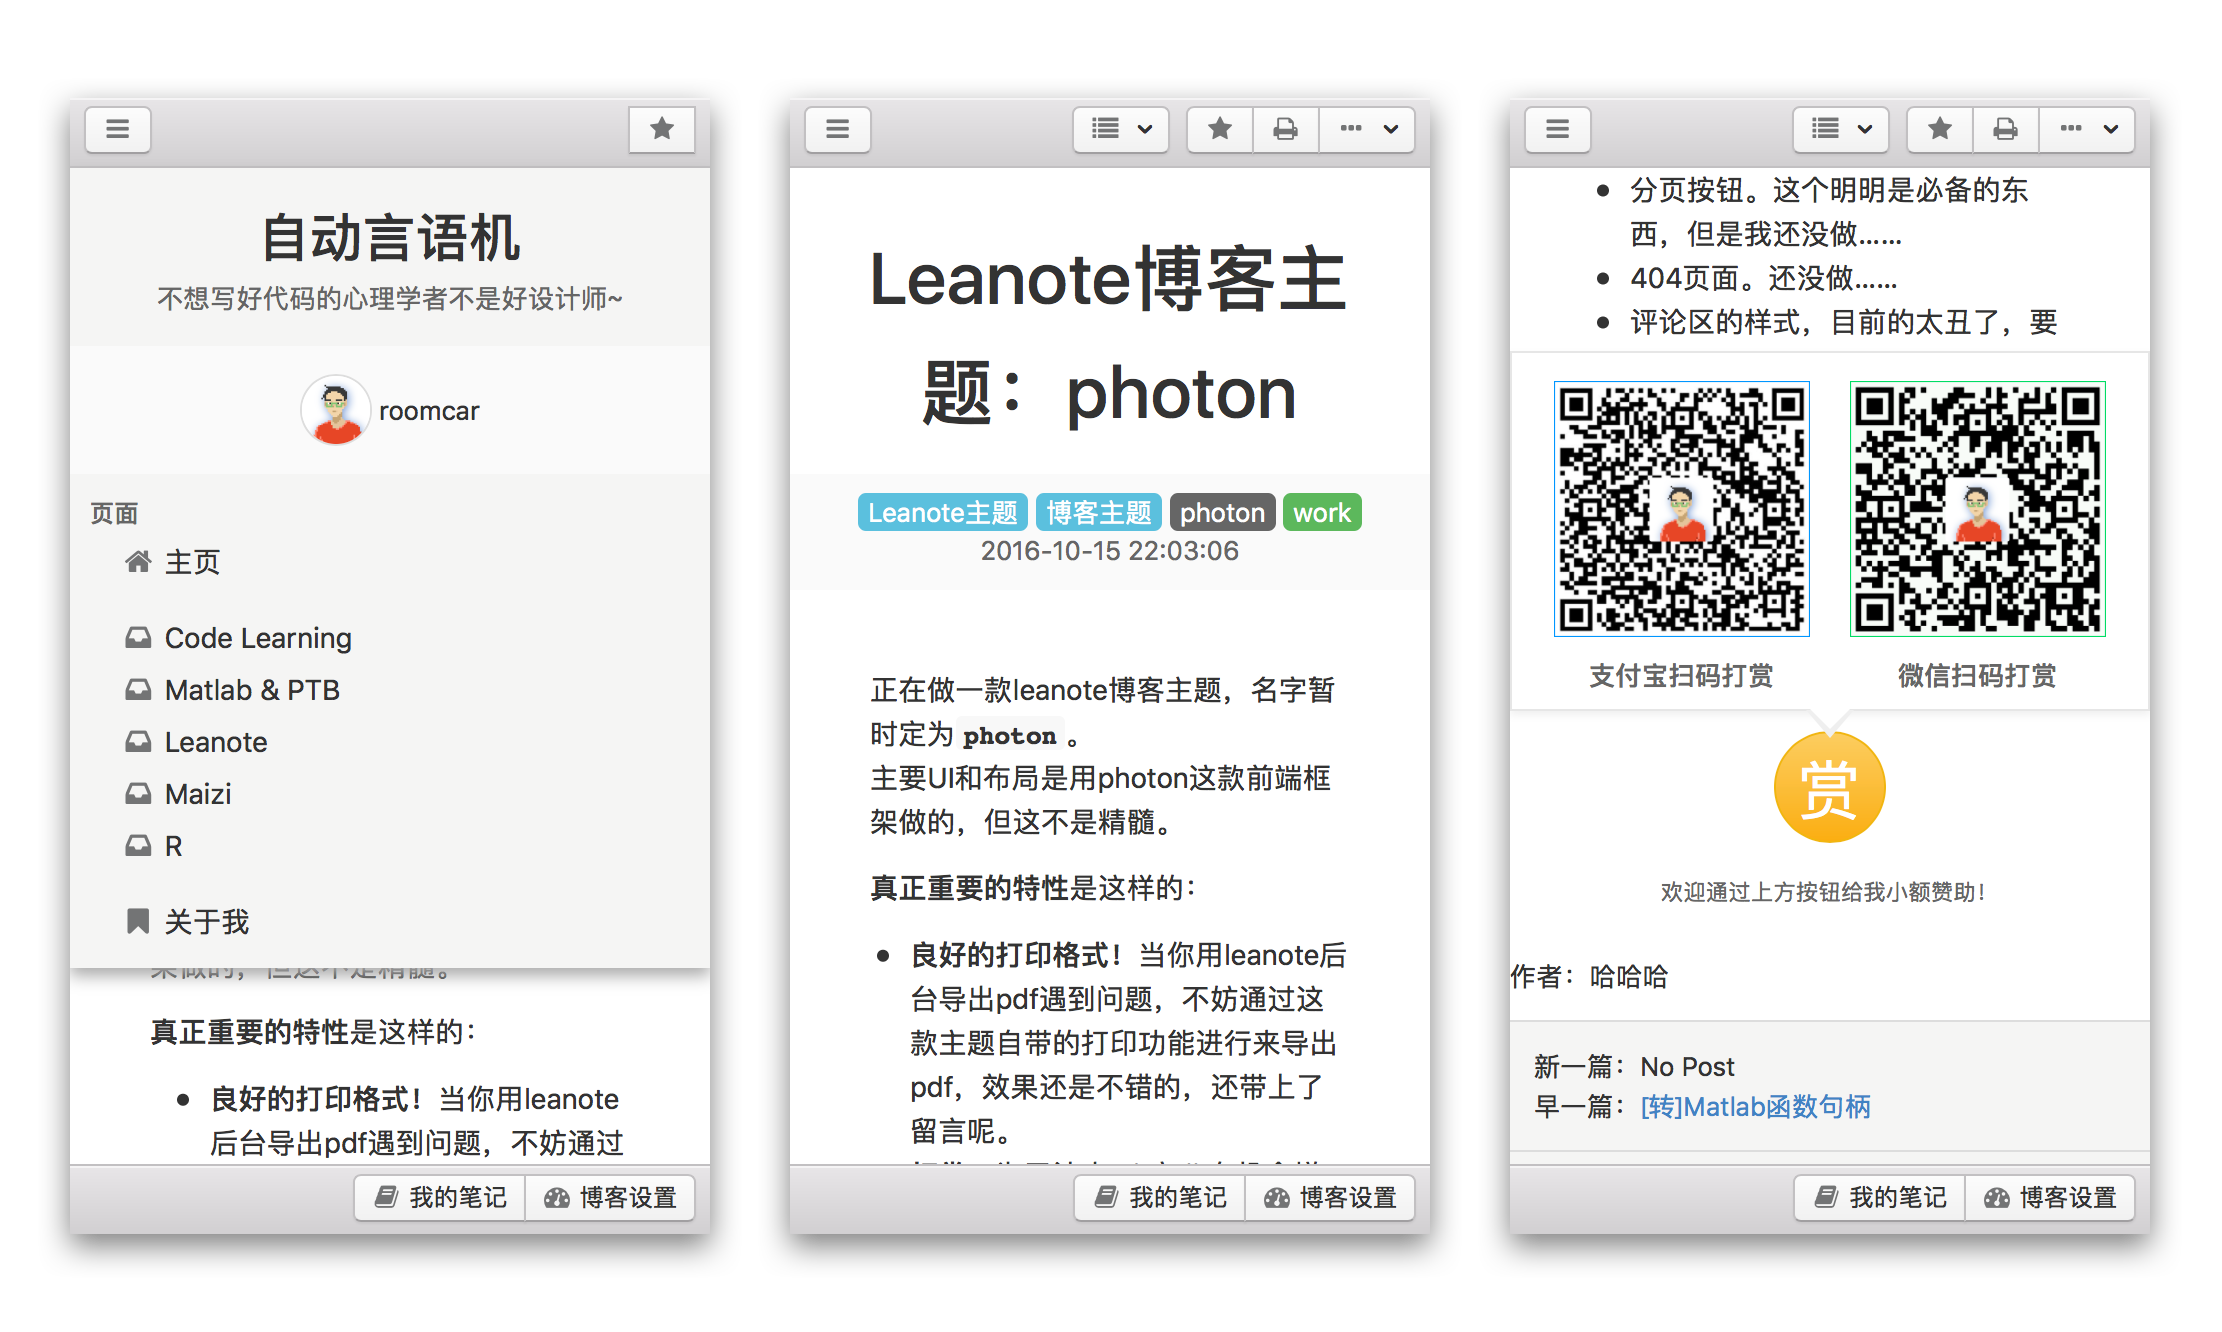 自动言语机
不想写好代码的心理学者不是好设计师~
roomcar
页面
主页
Code Learning
Matlab & PTB
Leanote
Maizi
R
关于我
架做的，但这不是精髓。
真正重要的特性是这样的：
良好的打印格式！当你用leanote
后台导出pdf遇到问题，不妨通过
我的笔记
博客设置
Leanote博客主
题：photon
Leanote主题 博客主题 photon work
2016-10-15 22:03:06
正在做一款leanote博客主题，名字暂
时定为 photon 。
主要UI和布局是用photon这款前端框
架做的，但这不是精髓。
真正重要的特性是这样的：
良好的打印格式！当你用leanote后
台导出pdf遇到问题，不妨通过这
款主题自带的打印功能进行来导出
pdf，效果还是不错的，还带上了
留言呢。
我的笔记
博客设置
分页按钮。这个明明是必备的东
西，但是我还没做……
404页面。还没做……
评论区的样式，目前的太丑了，要
支付宝扫码打赏
微信扫码打赏
赏
欢迎通过上方按钮给我小额赞助！
作者：哈哈哈
新一篇：No Post
早一篇：[转]Matlab函数句柄
我的笔记
博客设置